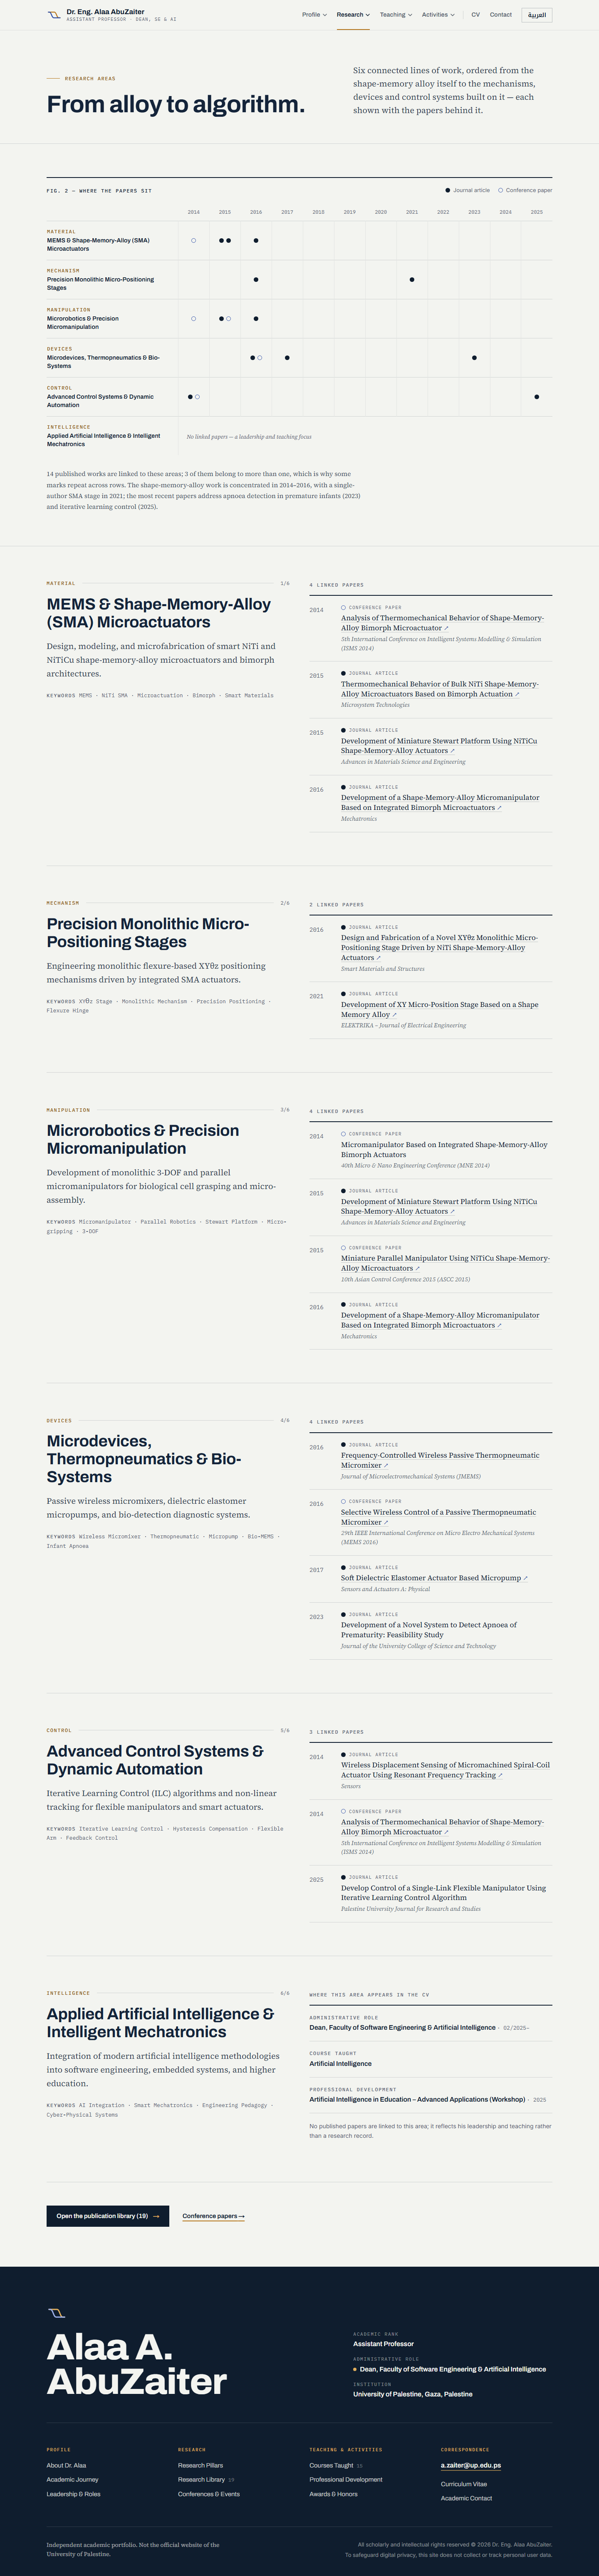 Dr. Eng. Alaa AbuZaiter
ASSISTANT PROFESSOR · DEAN, SE & AI
Profile
Research
Teaching
Activities
CV
Contact
العربية
RESEARCH AREAS
From alloy to algorithm.
Six connected lines of work, ordered from the
shape-memory alloy itself to the mechanisms,
devices and control systems built on it — each
shown with the papers behind it.
FIG. 2 — WHERE THE PAPERS SIT
Journal article
Conference paper
2014 2015 2016 2017 2018 2019 2020 2021 2022 2023 2024 2025
MATERIAL
MEMS & Shape-Memory-Alloy (SMA)
Microactuators
MECHANISM
Precision Monolithic Micro-Positioning
Stages
MANIPULATION
Microrobotics & Precision
Micromanipulation
DEVICES
Microdevices, Thermopneumatics & Bio-
Systems
CONTROL
Advanced Control Systems & Dynamic
Automation
INTELLIGENCE
Applied Artificial Intelligence & Intelligent
Mechatronics
No linked papers — a leadership and teaching focus
14 published works are linked to these areas; 3 of them belong to more than one, which is why some
marks repeat across rows. The shape-memory-alloy work is concentrated in 2014–2016, with a single-
author SMA stage in 2021; the most recent papers address apnoea detection in premature infants (2023)
and iterative learning control (2025).
MATERIAL
1/6
MEMS & Shape-Memory-Alloy
(SMA) Microactuators
Design, modeling, and microfabrication of smart NiTi and
NiTiCu shape-memory-alloy microactuators and bimorph
architectures.
KEYWORDS MEMS · NiTi SMA · Microactuation · Bimorph · Smart Materials
4 LINKED PAPERS
2014
CONFERENCE PAPER
Analysis of Thermomechanical Behavior of Shape-Memory-
Alloy Bimorph Microactuator ↗
5th International Conference on Intelligent Systems Modelling & Simulation
(ISMS 2014)
2015
JOURNAL ARTICLE
Thermomechanical Behavior of Bulk NiTi Shape-Memory-
Alloy Microactuators Based on Bimorph Actuation ↗
Microsystem Technologies
2015
JOURNAL ARTICLE
Development of Miniature Stewart Platform Using NiTiCu
Shape-Memory-Alloy Actuators ↗
Advances in Materials Science and Engineering
2016
JOURNAL ARTICLE
Development of a Shape-Memory-Alloy Micromanipulator
Based on Integrated Bimorph Microactuators ↗
Mechatronics
MECHANISM
2/6
Precision Monolithic Micro-
Positioning Stages
Engineering monolithic flexure-based XYθz positioning
mechanisms driven by integrated SMA actuators.
KEYWORDS XYθz Stage · Monolithic Mechanism · Precision Positioning ·
Flexure Hinge
2 LINKED PAPERS
2016
JOURNAL ARTICLE
Design and Fabrication of a Novel XYθz Monolithic Micro-
Positioning Stage Driven by NiTi Shape-Memory-Alloy
Actuators ↗
Smart Materials and Structures
2021
JOURNAL ARTICLE
Development of XY Micro-Position Stage Based on a Shape
Memory Alloy ↗
ELEKTRIKA – Journal of Electrical Engineering
MANIPULATION
3/6
Microrobotics & Precision
Micromanipulation
Development of monolithic 3-DOF and parallel
micromanipulators for biological cell grasping and micro-
assembly.
KEYWORDS Micromanipulator · Parallel Robotics · Stewart Platform · Micro-
gripping · 3-DOF
4 LINKED PAPERS
2014
CONFERENCE PAPER
Micromanipulator Based on Integrated Shape-Memory-Alloy
Bimorph Actuators
40th Micro & Nano Engineering Conference (MNE 2014)
2015
JOURNAL ARTICLE
Development of Miniature Stewart Platform Using NiTiCu
Shape-Memory-Alloy Actuators ↗
Advances in Materials Science and Engineering
2015
CONFERENCE PAPER
Miniature Parallel Manipulator Using NiTiCu Shape-Memory-
Alloy Microactuators ↗
10th Asian Control Conference 2015 (ASCC 2015)
2016
JOURNAL ARTICLE
Development of a Shape-Memory-Alloy Micromanipulator
Based on Integrated Bimorph Microactuators ↗
Mechatronics
DEVICES
4/6
Microdevices,
Thermopneumatics & Bio-
Systems
Passive wireless micromixers, dielectric elastomer
micropumps, and bio-detection diagnostic systems.
KEYWORDS Wireless Micromixer · Thermopneumatic · Micropump · Bio-MEMS ·
Infant Apnoea
4 LINKED PAPERS
2016
JOURNAL ARTICLE
Frequency-Controlled Wireless Passive Thermopneumatic
Micromixer ↗
Journal of Microelectromechanical Systems (JMEMS)
2016
CONFERENCE PAPER
Selective Wireless Control of a Passive Thermopneumatic
Micromixer ↗
29th IEEE International Conference on Micro Electro Mechanical Systems
(MEMS 2016)
2017
JOURNAL ARTICLE
Soft Dielectric Elastomer Actuator Based Micropump ↗
Sensors and Actuators A: Physical
2023
JOURNAL ARTICLE
Development of a Novel System to Detect Apnoea of
Prematurity: Feasibility Study
Journal of the University College of Science and Technology
CONTROL
5/6
Advanced Control Systems &
Dynamic Automation
Iterative Learning Control (ILC) algorithms and non-linear
tracking for flexible manipulators and smart actuators.
KEYWORDS Iterative Learning Control · Hysteresis Compensation · Flexible
Arm · Feedback Control
3 LINKED PAPERS
2014
JOURNAL ARTICLE
Wireless Displacement Sensing of Micromachined Spiral-Coil
Actuator Using Resonant Frequency Tracking ↗
Sensors
2014
CONFERENCE PAPER
Analysis of Thermomechanical Behavior of Shape-Memory-
Alloy Bimorph Microactuator ↗
5th International Conference on Intelligent Systems Modelling & Simulation
(ISMS 2014)
2025
JOURNAL ARTICLE
Develop Control of a Single-Link Flexible Manipulator Using
Iterative Learning Control Algorithm
Palestine University Journal for Research and Studies
INTELLIGENCE
6/6
Applied Artificial Intelligence &
Intelligent Mechatronics
Integration of modern artificial intelligence methodologies
into software engineering, embedded systems, and higher
education.
KEYWORDS AI Integration · Smart Mechatronics · Engineering Pedagogy ·
Cyber-Physical Systems
WHERE THIS AREA APPEARS IN THE CV
ADMINISTRATIVE ROLE
Dean, Faculty of Software Engineering & Artificial Intelligence · 02/2025–
COURSE TAUGHT
Artificial Intelligence
PROFESSIONAL DEVELOPMENT
Artificial Intelligence in Education – Advanced Applications (Workshop) · 2025
No published papers are linked to this area; it reflects his leadership and teaching rather
than a research record.
Open the publication library (19) →
Conference papers →
Alaa A.
AbuZaiter
ACADEMIC RANK
Assistant Professor
ADMINISTRATIVE ROLE
Dean, Faculty of Software Engineering & Artificial Intelligence
INSTITUTION
University of Palestine, Gaza, Palestine
PROFILE
About Dr. Alaa
Academic Journey
Leadership & Roles
RESEARCH
Research Pillars
Research Library 19
Conferences & Events
TEACHING & ACTIVITIES
Courses Taught
Professional Development
Awards & Honors
CORRESPONDENCE
a.zaiter@up.edu.ps
Curriculum Vitae
Academic Contact
Independent academic portfolio. Not the official website of the
University of Palestine.
All scholarly and intellectual rights reserved © 2026 Dr. Eng. Alaa AbuZaiter.
To safeguard digital privacy, this site does not collect or track personal user data.